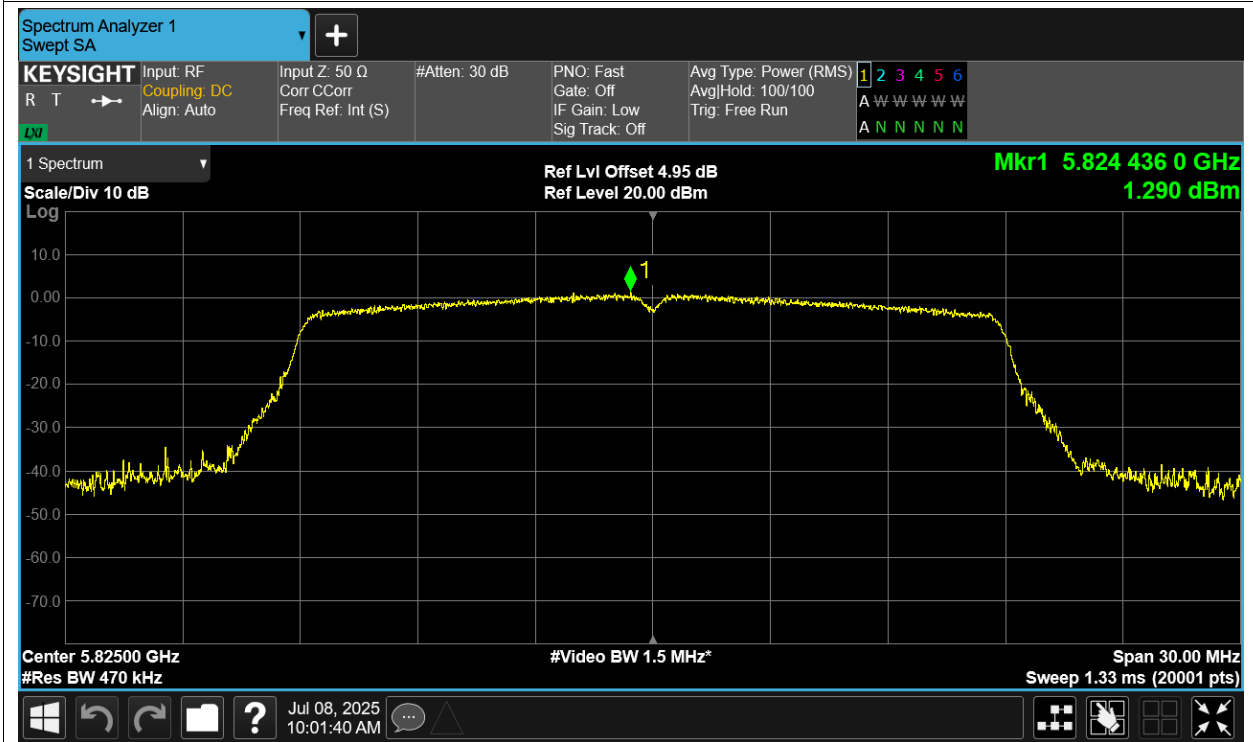 Spectrum Analyzer 1
Swept SA
+
KEYSIGHT
R T
LXI
Input: RF
Coupling: DC
Align: Auto
Input Z: 50 Ω
Corr CCorr
Freq Ref: Int (S)
#Atten: 30 dB
PNO: Fast
Gate: Off
IF Gain: Low
Sig Track: Off
Avg Type: Power (RMS)
Avg|Hold: 100/100
Trig: Free Run
1 2 3 4 5 6
A W W W W W
A N N N N N
1 Spectrum
Scale/Div 10 dB
Log
Ref Lvl Offset 4.95 dB
Ref Level 20.00 dBm
Mkr1 5.824 436 0 GHz
1.290 dBm
10.0
0.00
-10.0
-20.0
-30.0
-40.0
-50.0
-60.0
-70.0
1
Center 5.82500 GHz
#Res BW 470 kHz
#Video BW 1.5 MHz*
Span 30.00 MHz
Sweep 1.33 ms (20001 pts)
?
Jul 08, 2025
10:01:40 AM